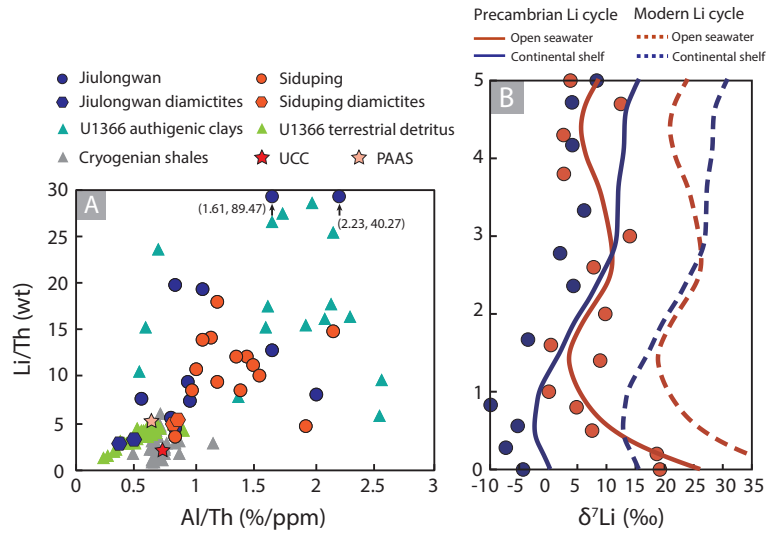 Precambrian Li cycle Modern Li cycle
Open seawater Open seawater
Continental shelf Continental shelf
Jiulongwan Siduping
Jiulongwan diamictites Siduping diamictites
U1366 authigenic clays U1366 terrestrial detritus
Cryogenian shales UCC PAAS
A
(1.61, 89.47)
(2.23, 40.27)
30
25
20
15
10
5
0
Li/Th (wt)
0 0.5 1 1.5 2 2.5 3
Al/Th (%/ppm)
B
5
4
3
2
1
0
-10 -5 0 5 10 15 20 25 30 35
δ⁷Li (‰)